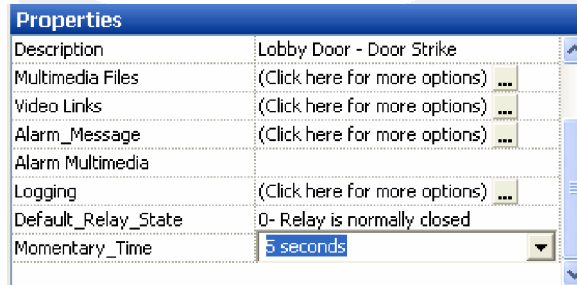 Properties
Description Lobby Door - Door Strike
Multimedia Files (Click here for more options) ...
Video Links (Click here for more options) ...
Alarm_Message (Click here for more options) ...
Alarm Multimedia
Logging (Click here for more options) ...
Default_Relay_State 0- Relay is normally closed
Momentary_Time 5 seconds